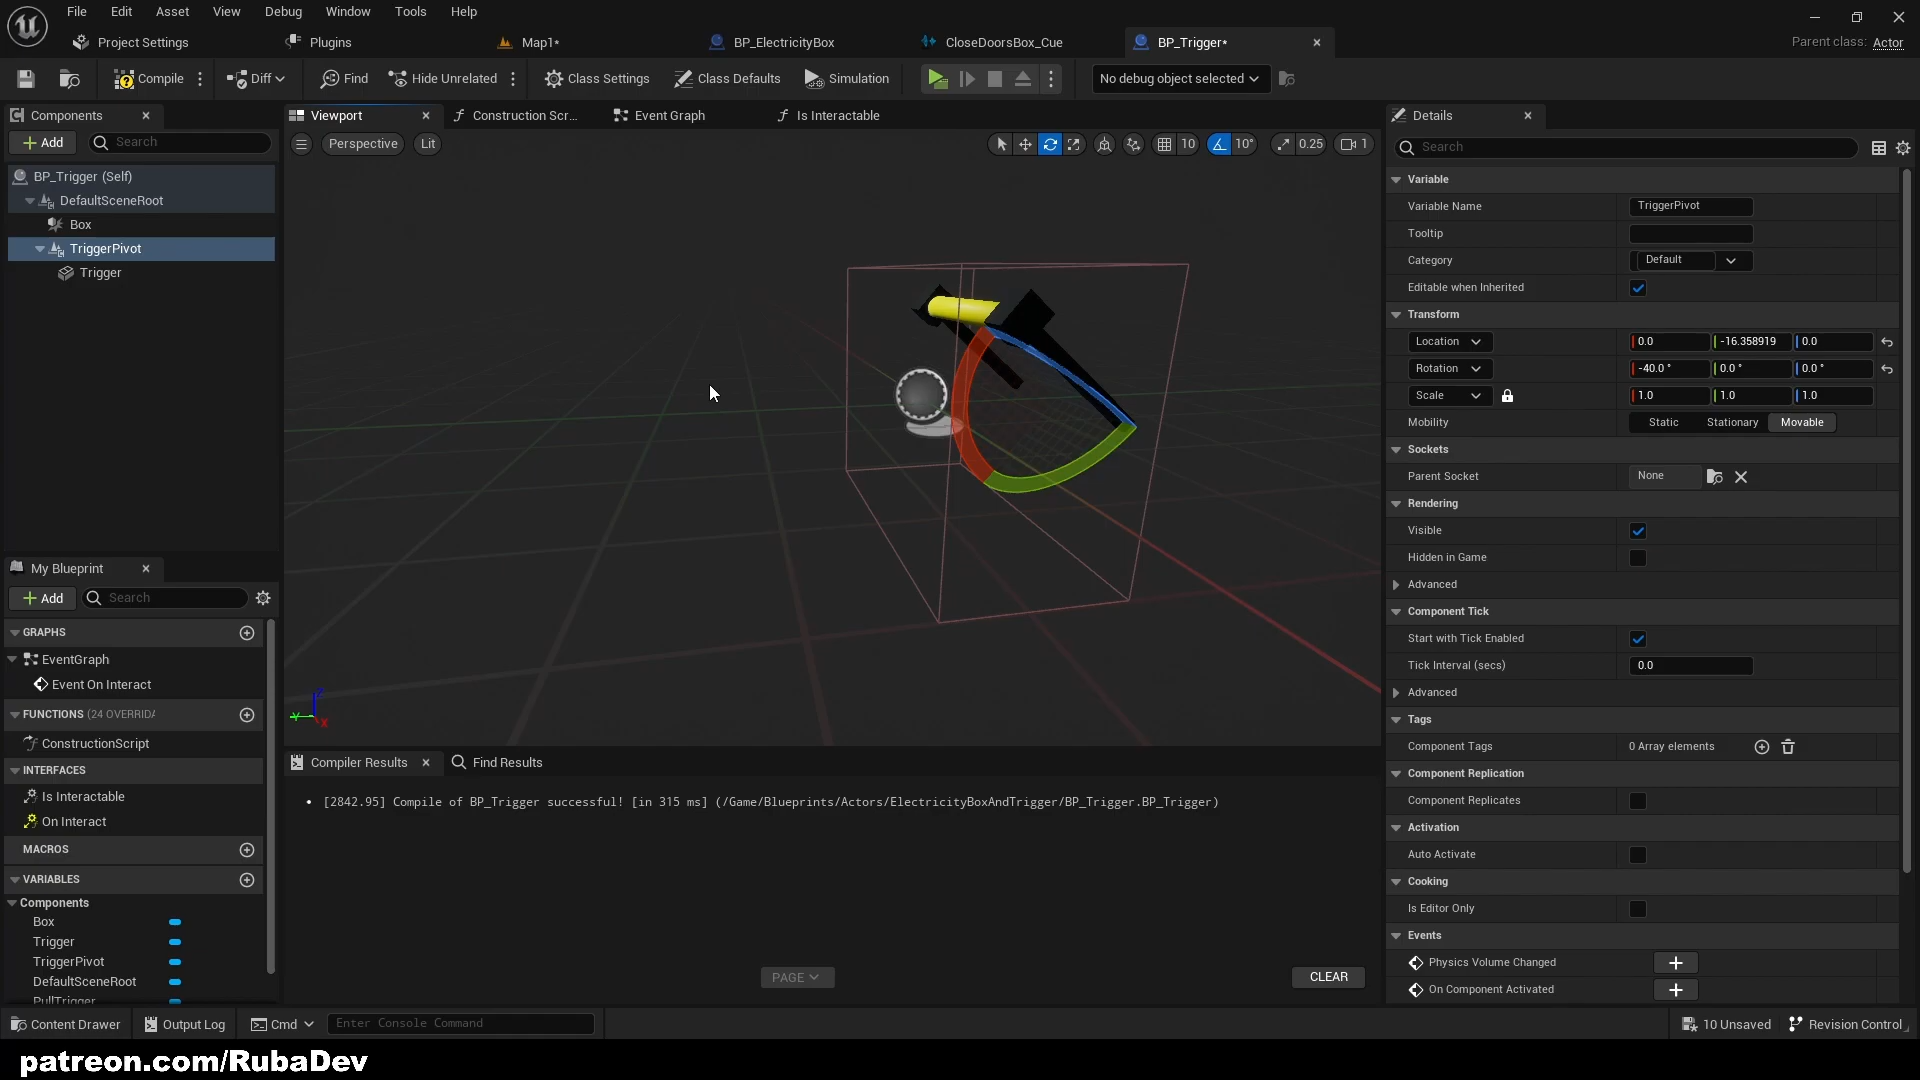 File Edit Asset View Debug Window Tools Help
Project Settings Plugins Map1* BP_ElectricityBox CloseDoorsBox_Cue BP_Trigger* Parent class: Actor
Compile Diff Find Hide Unrelated Class Settings Class Defaults Simulation No debug object selected
Components
Add Search
BP_Trigger (Self)
DefaultSceneRoot
Box
TriggerPivot
Trigger
My Blueprint
Add Search
GRAPHS
EventGraph
Event On Interact
FUNCTIONS (24 OVERRIDA
ConstructionScript
INTERFACES
Is Interactable
On Interact
MACROS
VARIABLES
Components
Box
Trigger
TriggerPivot
DefaultSceneRoot
PullTrigger
Viewport Construction Scr... Event Graph Is Interactable
Perspective Lit 10 10° 0.25 1
Z
Y X
Compiler Results Find Results
• [2842.95] Compile of BP_Trigger successful! [in 315 ms] (/Game/Blueprints/Actors/ElectricityBoxAndTrigger/BP_Trigger.BP_Trigger)
PAGE CLEAR
Details
Search
Variable
Variable Name TriggerPivot
Tooltip
Category Default
Editable when Inherited
Transform
Location 0.0 -16.358919 0.0
Rotation -40.0 ° 0.0 ° 0.0 °
Scale 1.0 1.0 1.0
Mobility Static Stationary Movable
Sockets
Parent Socket None
Rendering
Visible
Hidden in Game
Advanced
Component Tick
Start with Tick Enabled
Tick Interval (secs) 0.0
Advanced
Tags
Component Tags 0 Array elements
Component Replication
Component Replicates
Activation
Auto Activate
Cooking
Is Editor Only
Events
Physics Volume Changed
On Component Activated
Content Drawer Output Log Cmd Enter Console Command 10 Unsaved Revision Control
patreon.com/RubaDev